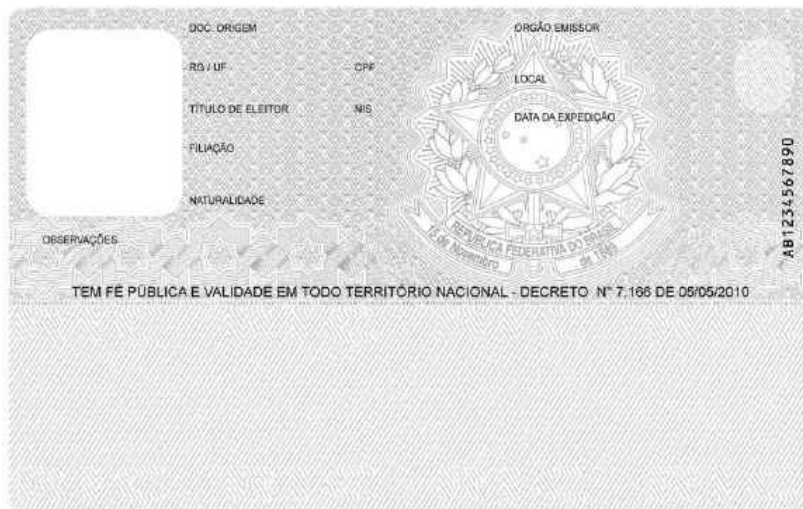 DOC. ORIGEM
ÓRGÃO EMISSOR
RG / UF
CPF
LOCAL
TÍTULO DE ELEITOR
NIS
DATA DA EXPEDIÇÃO
FILIAÇÃO
NATURALIDADE
OBSERVAÇÕES
AB1234567890
REPÚBLICA FEDERATIVA DO BRASIL
15 de Novembro
de 1889
TEM FÉ PÚBLICA E VALIDADE EM TODO TERRITÓRIO NACIONAL - DECRETO N° 7.166 DE 05/05/2010